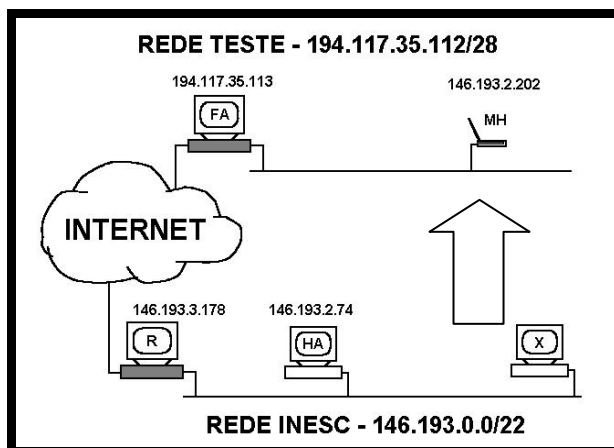 REDE TESTE - 194.117.35.112/28
194.117.35.113
146.193.2.202
FA
MH
INTERNET
146.193.3.178
146.193.2.74
R
HA
X
REDE INESC - 146.193.0.0/22